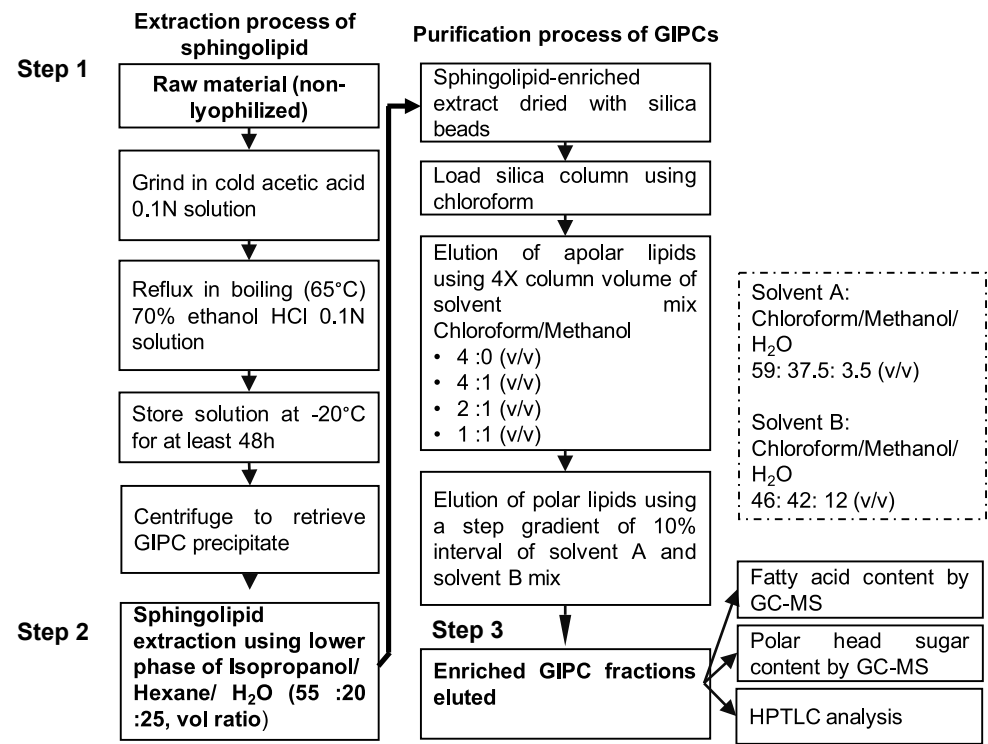 Extraction process of
sphingolipid
Step 1
Raw material (non-
lyophilized)
Grind in cold acetic acid
0.1N solution
Reflux in boiling (65°C)
70% ethanol HCl 0.1N
solution
Store solution at -20°C
for at least 48h
Centrifuge to retrieve
GIPC precipitate
Step 2
Sphingolipid
extraction using lower
phase of Isopropanol/
Hexane/ H₂O (55 :20
:25, vol ratio)
Purification process of GIPCs
Sphingolipid-enriched
extract dried with silica
beads
Load silica column using
chloroform
Elution of apolar lipids
using 4X column volume of
solvent mix
Chloroform/Methanol
• 4 :0 (v/v)
• 4 :1 (v/v)
• 2 :1 (v/v)
• 1 :1 (v/v)
Elution of polar lipids using
a step gradient of 10%
interval of solvent A and
solvent B mix
Step 3
Enriched GIPC fractions
eluted
Solvent A:
Chloroform/Methanol/
H₂O
59: 37.5: 3.5 (v/v)
Solvent B:
Chloroform/Methanol/
H₂O
46: 42: 12 (v/v)
Fatty acid content by
GC-MS
Polar head sugar
content by GC-MS
HPTLC analysis